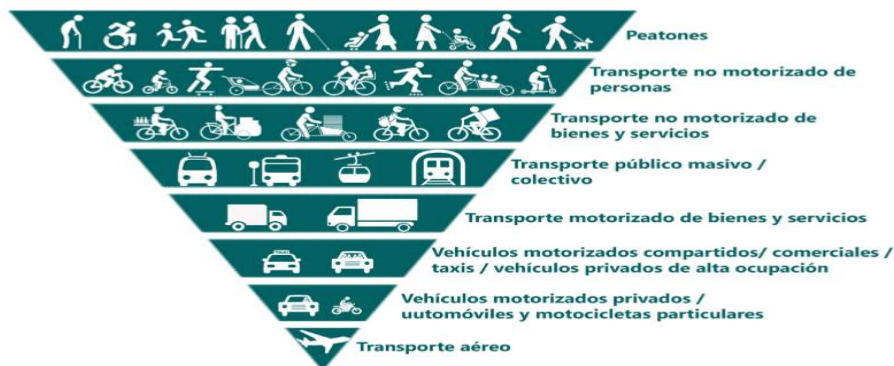 Peatones
Transporte no motorizado de
personas
Transporte no motorizado de
bienes y servicios
Transporte público masivo /
colectivo
Transporte motorizado de bienes y servicios
Vehículos motorizados compartidos/ comerciales /
taxis / vehículos privados de alta ocupación
Vehículos motorizados privados /
uutomóviles y motocicletas particulares
Transporte aéreo